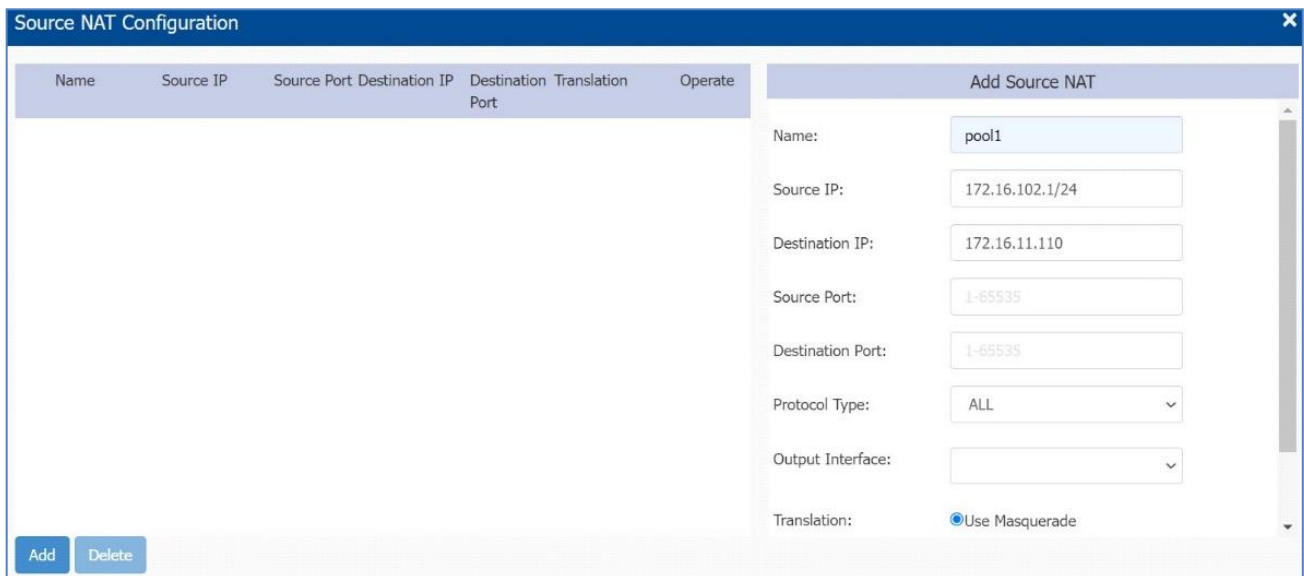 Source NAT Configuration
Name Source IP Source Port Destination IP Destination Port Translation Operate
Add Source NAT
Name: pool1
Source IP: 172.16.102.1/24
Destination IP: 172.16.11.110
Source Port: 1-65535
Destination Port: 1-65535
Protocol Type: ALL
Output Interface:
Translation: Use Masquerade
Add Delete